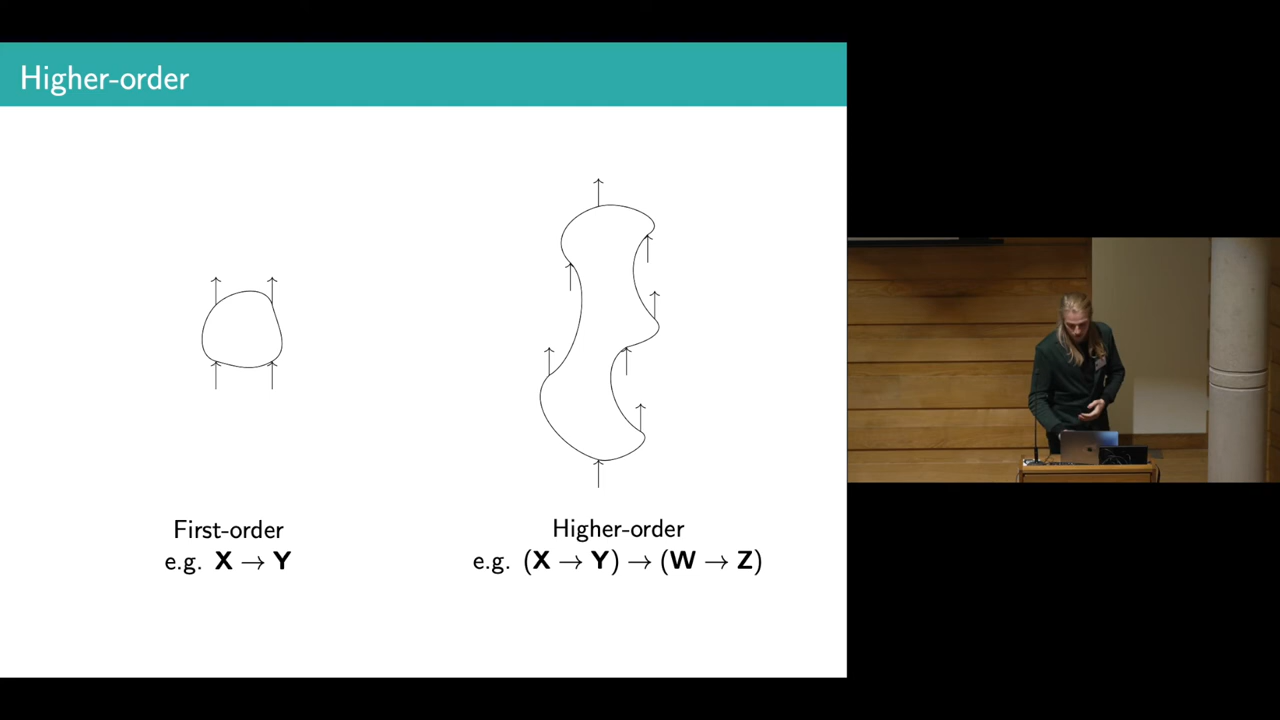 Higher-order
First-order
e.g. X → Y
Higher-order
e.g. (X → Y) → (W → Z)